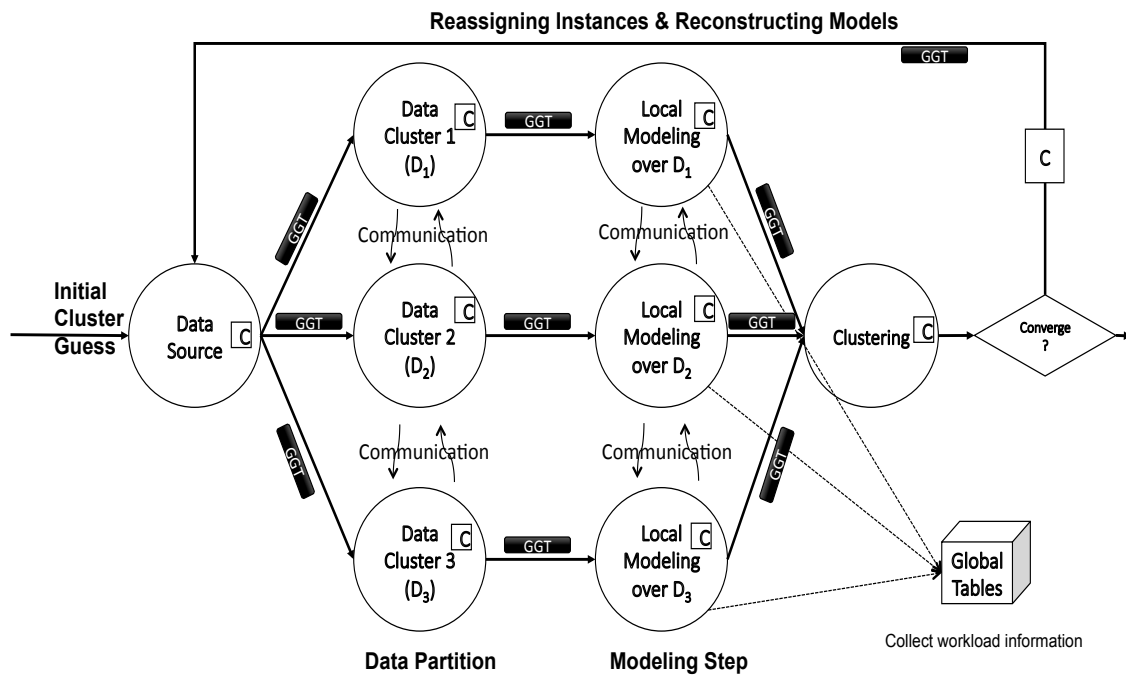 Reassigning Instances & Reconstructing Models
GGT
Data
Cluster 1
(D1)
C
GGT
Local
Modeling
over D1
C
C
GGT
GGT
Communication
Communication
Initial
Cluster
Guess
Data
Source
C
GGT
Data
Cluster 2
(D2)
C
GGT
Local
Modeling
over D2
C
GGT
Clustering
C
Converge
?
GGT
Communication
Communication
GGT
Data
Cluster 3
(D3)
C
GGT
Local
Modeling
over D3
C
Global
Tables
Collect workload information
Data Partition
Modeling Step